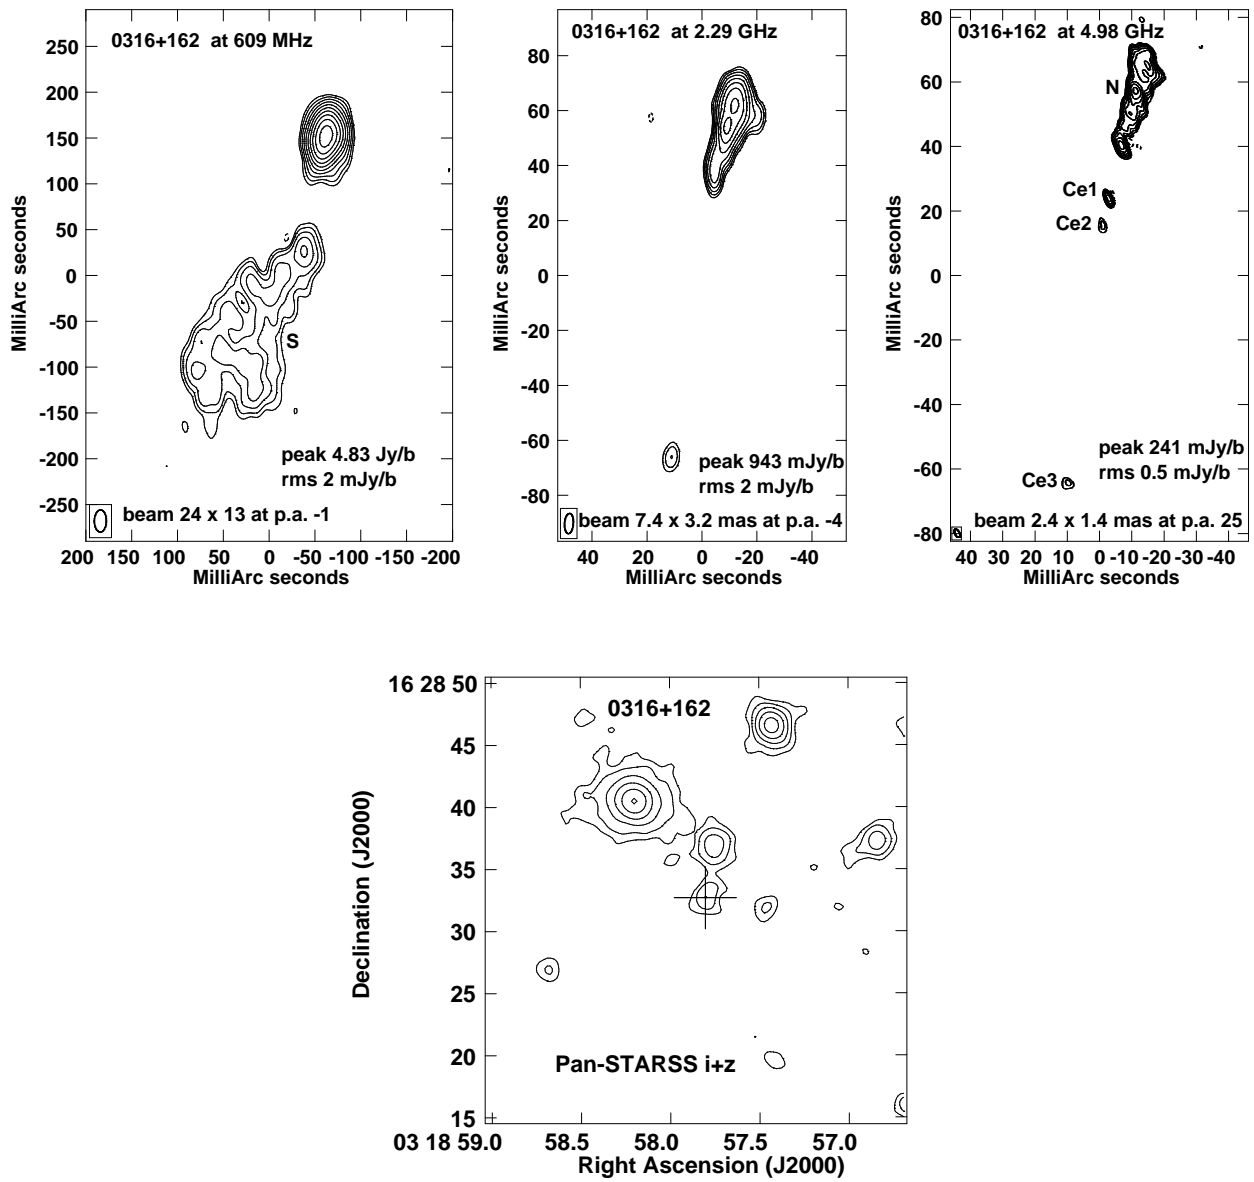 0316+162 at 609 MHz
250
200
150
100
50
0
-50
-100
-150
-200
-250
MilliArc seconds
S
peak 4.83 Jy/b
rms 2 mJy/b
beam 24 x 13 at p.a. -1
200 150 100 50 0 -50 -100 -150 -200
MilliArc seconds
0316+162 at 2.29 GHz
80
60
40
20
0
-20
-40
-60
-80
MilliArc seconds
peak 943 mJy/b
rms 2 mJy/b
beam 7.4 x 3.2 mas at p.a. -4
40 20 0 -20 -40
MilliArc seconds
0316+162 at 4.98 GHz
80
60
40
20
0
-20
-40
-60
-80
MilliArc seconds
N
Ce1
Ce2
Ce3
peak 241 mJy/b
rms 0.5 mJy/b
beam 2.4 x 1.4 mas at p.a. 25
40 30 20 10 0 -10 -20 -30 -40
MilliArc seconds
0316+162
16 28 50
45
40
35
30
25
20
15
Declination (J2000)
Pan-STARSS i+z
03 18 59.0 58.5 58.0 57.5 57.0
Right Ascension (J2000)